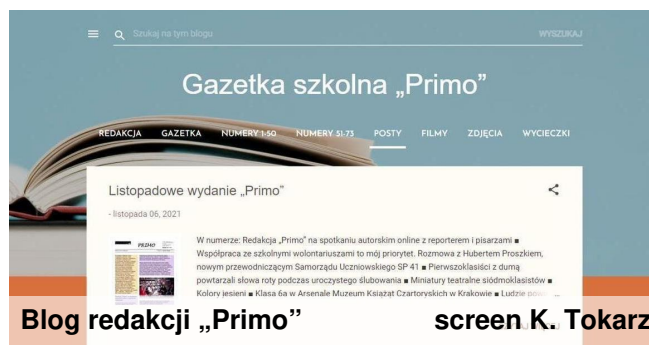 Szukaj na tym blogu WYSZUKAJ
Gazetka szkolna „Primo”
REDAKCJA GAZETKA NUMERY 1-50 NUMERY 51-73 POSTY FILMY ZDJĘCIA WYCIECZKI
Listopadowe wydanie „Primo”
- listopada 06, 2021
PRIMO
W numerze: Redakcja „Primo” na spotkaniu autorskim online z reporterem i pisarzami ■
Współpraca ze szkolnymi wolontariuszami to mój priorytet. Rozmowa z Hubertem Proszkiem,
nowym przewodniczącym Samorządu Uczniowskiego SP 41 ■ Pierwszoklasiści z dumą
powtarzali słowa roty podczas uroczystego ślubowania ■ Miniatury teatralne siódmoklasistów ■
Kolory jesieni ■ Klasa 6a w Arsenale Muzeum Książąt Czartoryskich w Krakowie ■ Ludzie
Blog redakcji „Primo” screen K. Tokarz